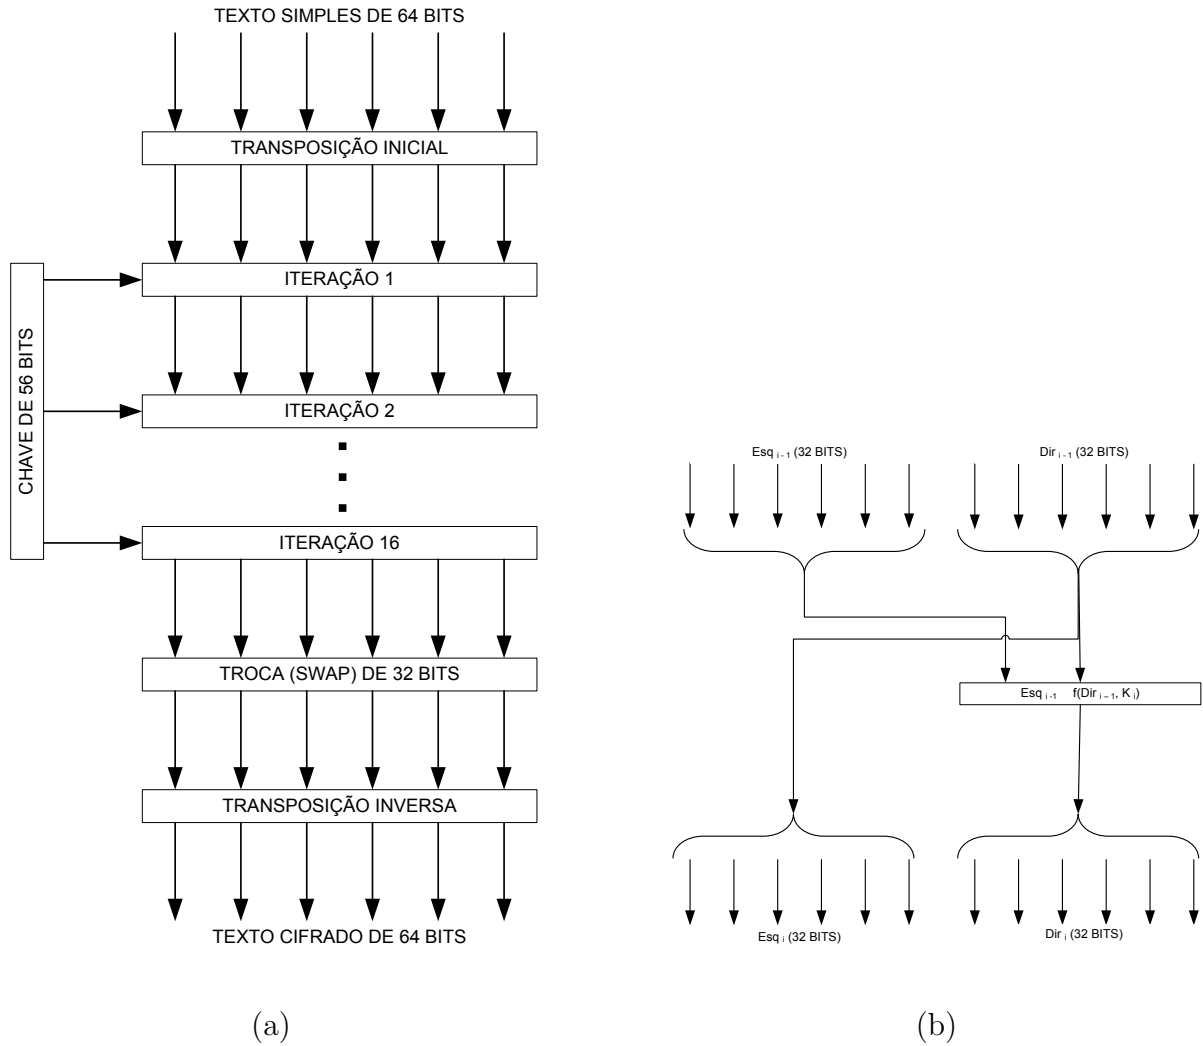 TEXTO SIMPLES DE 64 BITS
TRANSPOSIÇÃO INICIAL
ITERAÇÃO 1
CHAVE DE 56 BITS
ITERAÇÃO 2
ITERAÇÃO 16
TROCA (SWAP) DE 32 BITS
TRANSPOSIÇÃO INVERSA
TEXTO CIFRADO DE 64 BITS
(a)
Esq i - 1 (32 BITS)
Dir i - 1 (32 BITS)
Esq i -1 f(Dir i – 1, K i)
Esq i (32 BITS)
Dir i (32 BITS)
(b)